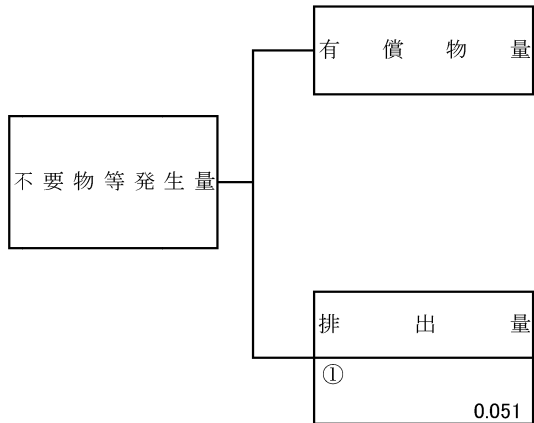 有償物量
不要物等発生量
排出量
①
0.051